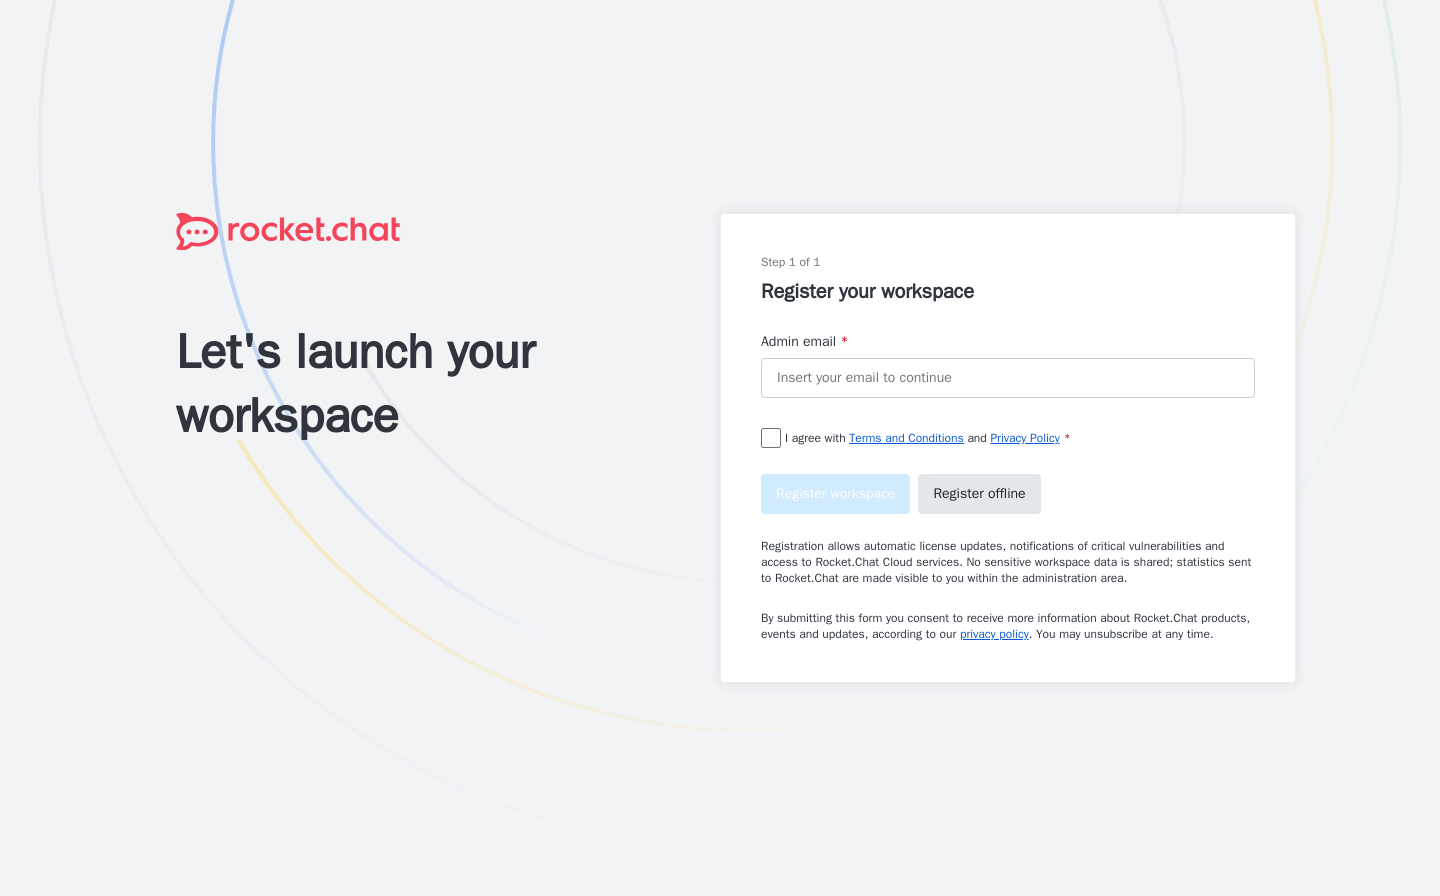 rocket.chat
Let's launch your
workspace
Step 1 of 1
Register your workspace
Admin email *
Insert your email to continue
I agree with Terms and Conditions and Privacy Policy *
Register workspace
Register offline
Registration allows automatic license updates, notifications of critical vulnerabilities and
access to Rocket.Chat Cloud services. No sensitive workspace data is shared; statistics sent
to Rocket.Chat are made visible to you within the administration area.
By submitting this form you consent to receive more information about Rocket.Chat products,
events and updates, according to our privacy policy. You may unsubscribe at any time.